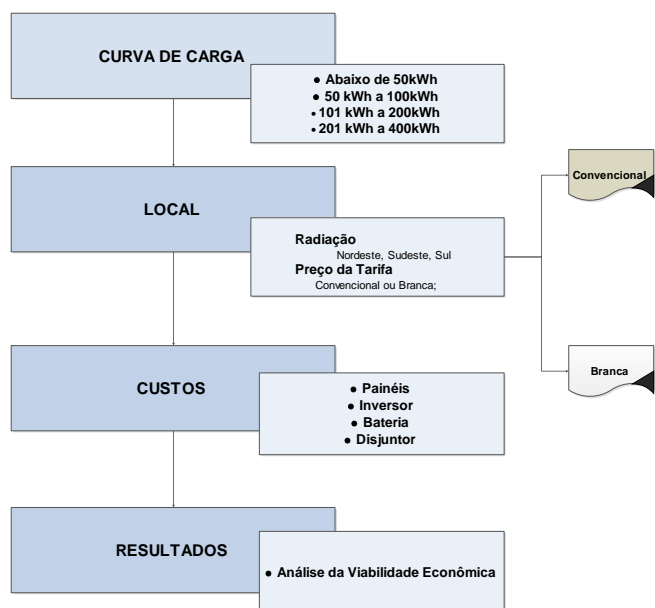 CURVA DE CARGA
● Abaixo de 50kWh
● 50 kWh a 100kWh
• 101 kWh a 200kWh
• 201 kWh a 400kWh
LOCAL
Radiação
Nordeste, Sudeste, Sul
Preço da Tarifa
Convencional ou Branca;
Convencional
Branca
CUSTOS
● Painéis
● Inversor
● Bateria
● Disjuntor
RESULTADOS
● Análise da Viabilidade Econômica